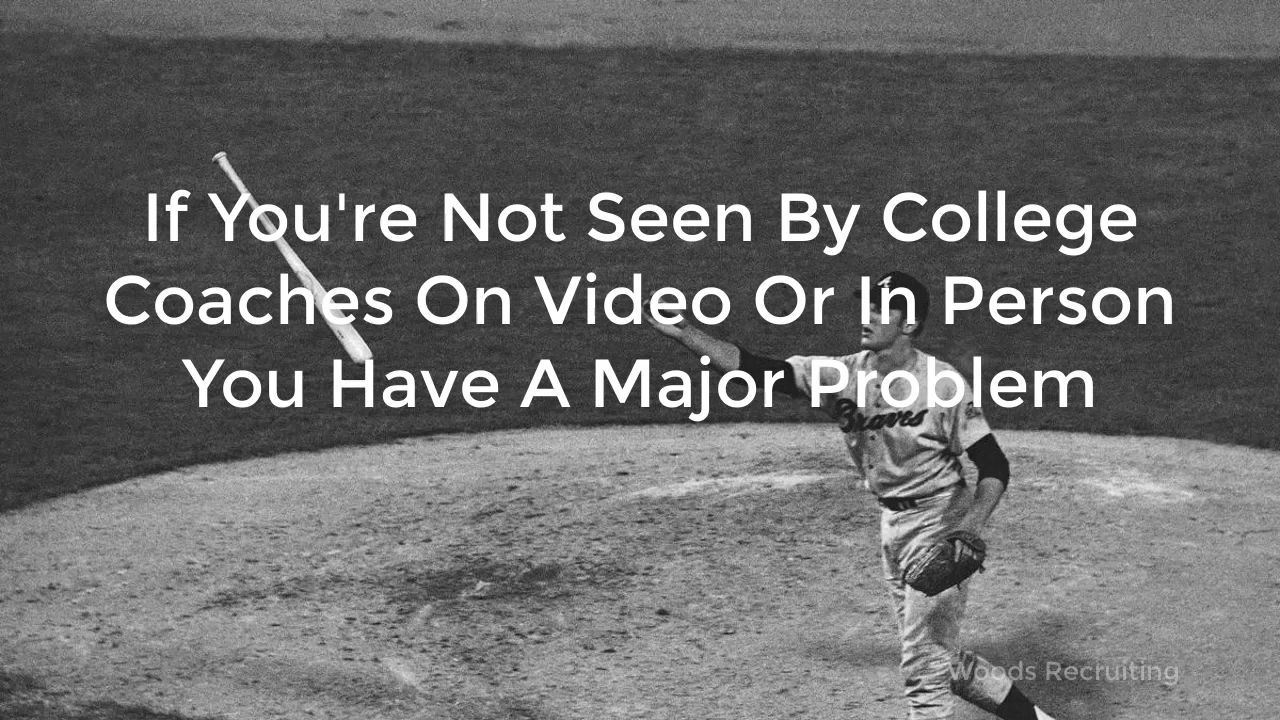 If You're Not Seen By College
Coaches On Video Or In Person
You Have A Major Problem
A
Braves
Woods Recruiting